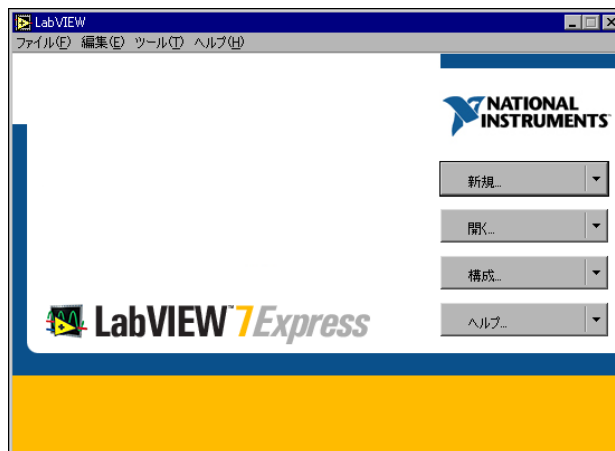 LabVIEW
ファイル(F) 編集(E) ツール(T) ヘルプ(H)
NATIONAL
INSTRUMENTS
新規...
開く...
構成...
ヘルプ...
LabVIEW™ 7 Express